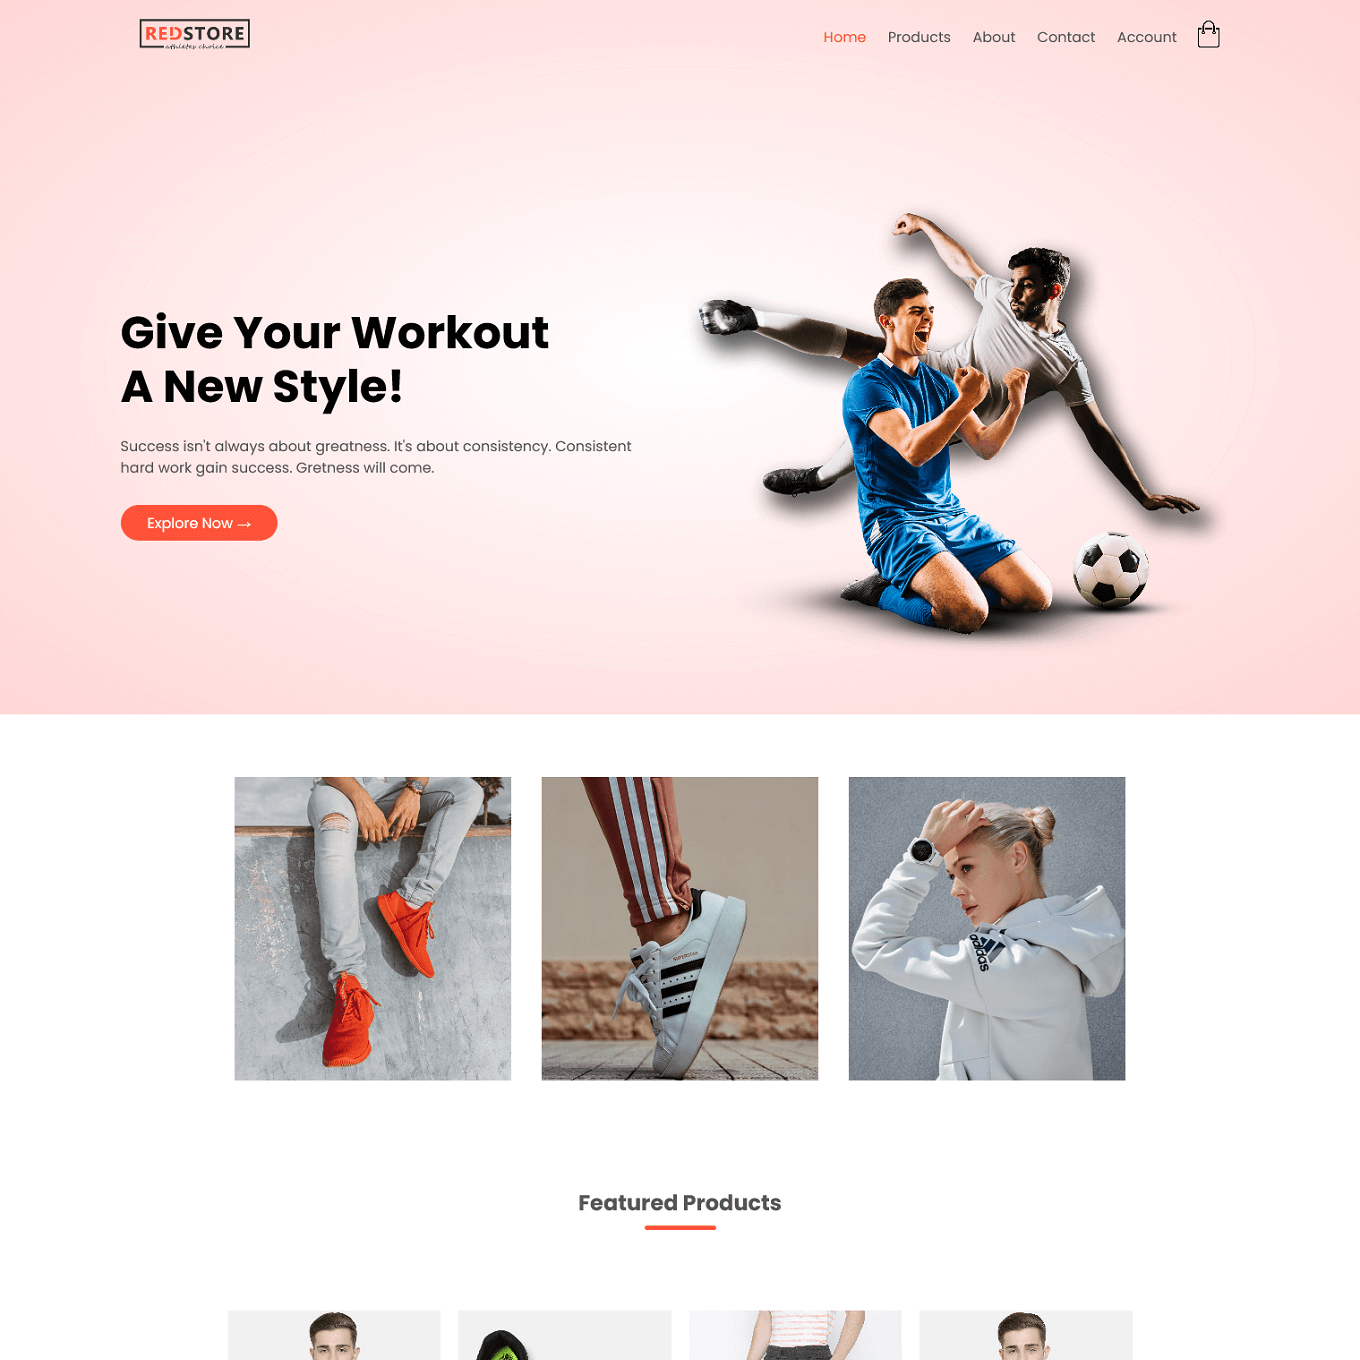 REDSTORE
athletes choice
Home Products About Contact Account
Give Your Workout
A New Style!
Success isn't always about greatness. It's about consistency. Consistent
hard work gain success. Gretness will come.
Explore Now →
SUPERSTAR
adidas
Featured Products